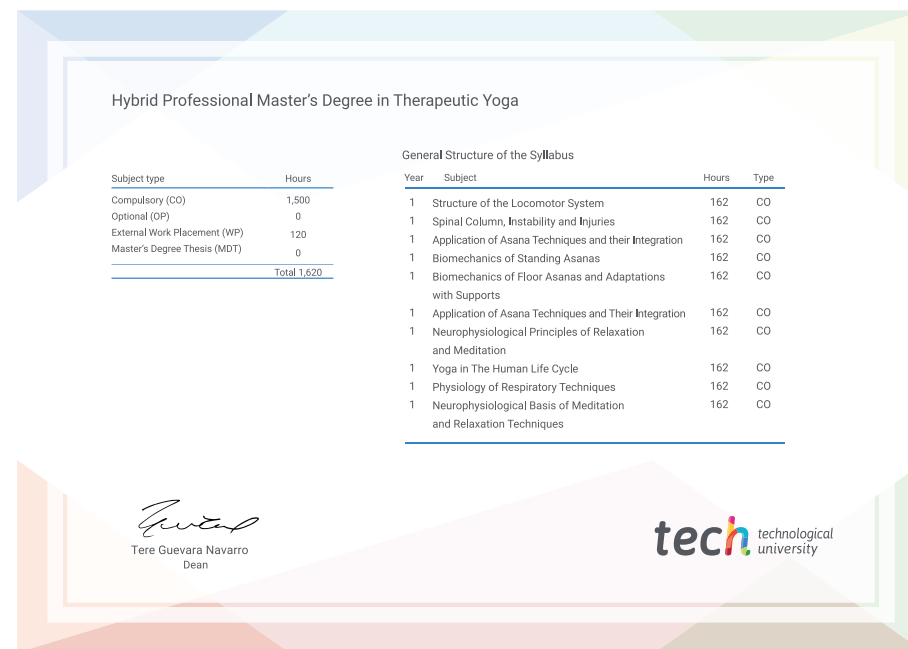 Hybrid Professional Master's Degree in Therapeutic Yoga
Subject type Hours
Compulsory (CO) 1,500
Optional (OP) 0
External Work Placement (WP) 120
Master's Degree Thesis (MDT) 0
Total 1,620
General Structure of the Syllabus
Year Subject Hours Type
1 Structure of the Locomotor System 162 CO
1 Spinal Column, Instability and Injuries 162 CO
1 Application of Asana Techniques and their Integration 162 CO
1 Biomechanics of Standing Asanas 162 CO
1 Biomechanics of Floor Asanas and Adaptations 162 CO
with Supports
1 Application of Asana Techniques and Their Integration 162 CO
1 Neurophysiological Principles of Relaxation 162 CO
and Meditation
1 Yoga in The Human Life Cycle 162 CO
1 Physiology of Respiratory Techniques 162 CO
1 Neurophysiological Basis of Meditation 162 CO
and Relaxation Techniques
Tere Guevara Navarro
Dean
tech technological
university